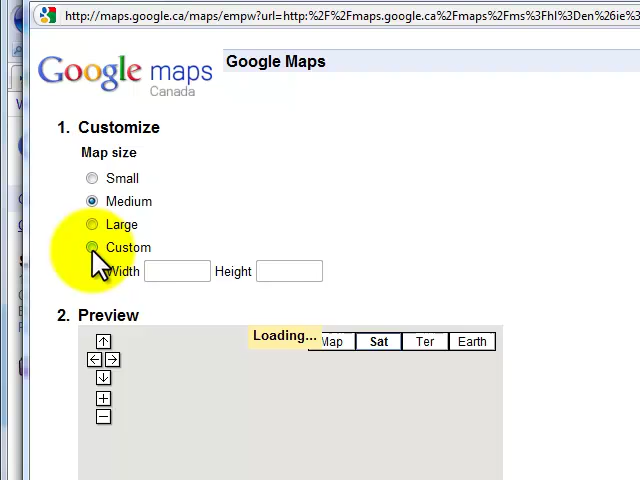 http://maps.google.ca/maps/empw?url=http:%2F%2Fmaps.google.ca%2Fmaps%2Fms%3Fhl%3Den%26ie%3
Google maps
Canada
Google Maps
1. Customize
Map size
Small
Medium
Large
Custom
Width Height
2. Preview
Loading...
Map Sat Ter Earth